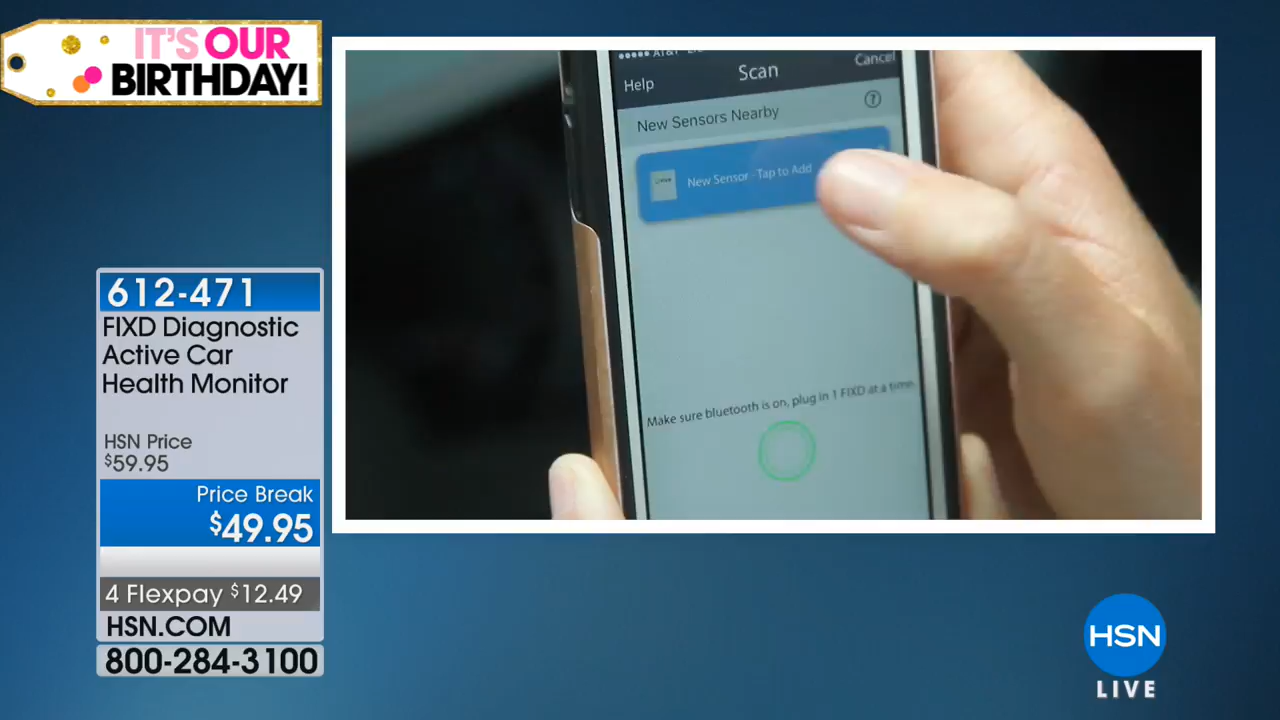 IT'S OUR
BIRTHDAY!
612-471
FIXD Diagnostic
Active Car
Health Monitor
HSN Price
$59.95
Price Break
$49.95
4 Flexpay $12.49
HSN.COM
800-284-3100
AT&T
Help
Scan
Cancel
New Sensors Nearby
?
New Sensor - Tap to Add
Make sure bluetooth is on, plug in 1 FIXD at a time.
HSN
LIVE